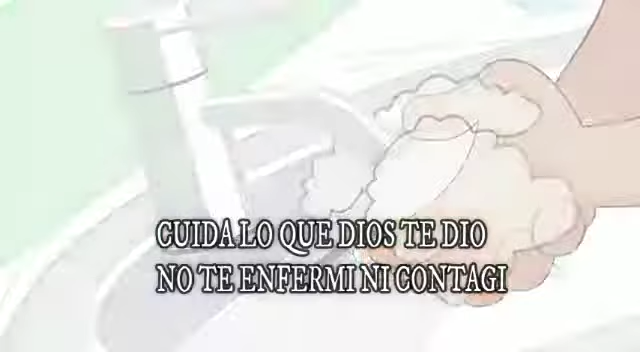 CUIDA LO QUE DIOS TE DIO
NO TE ENFERMI NI CONTAGI